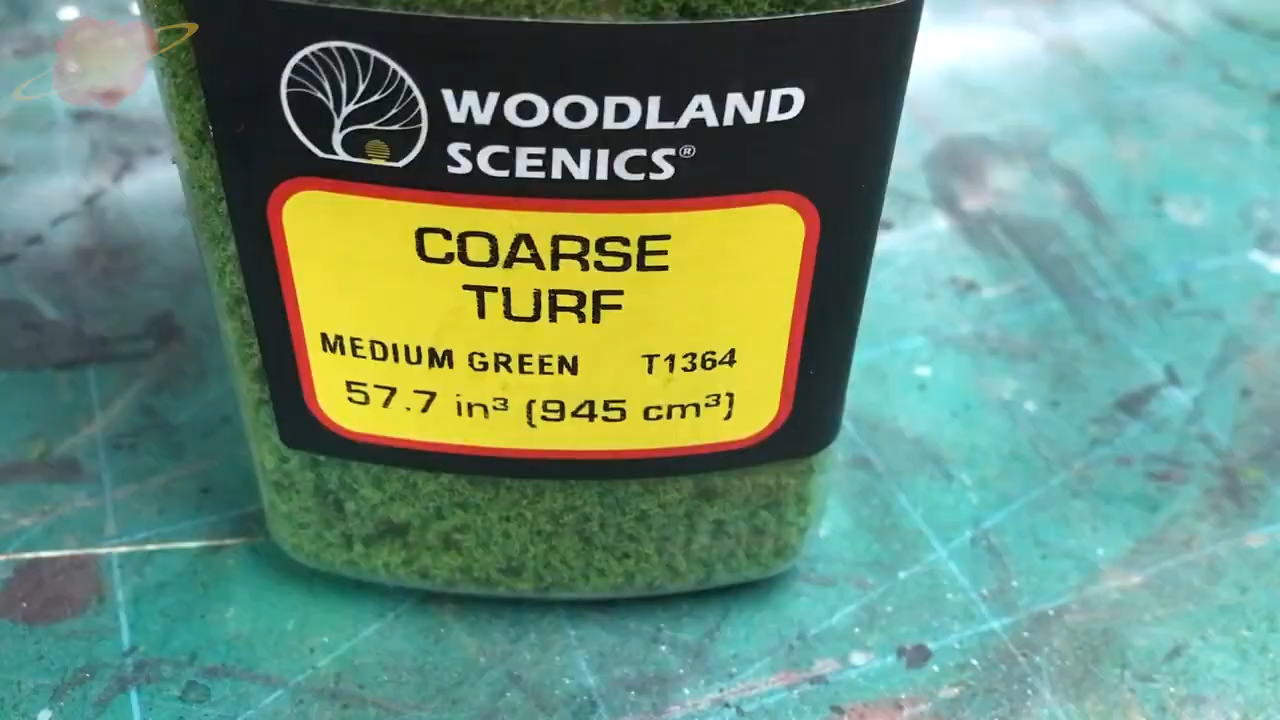 WOODLAND
SCENICS®
COARSE
TURF
MEDIUM GREEN T1364
57.7 in³ (945 cm³)